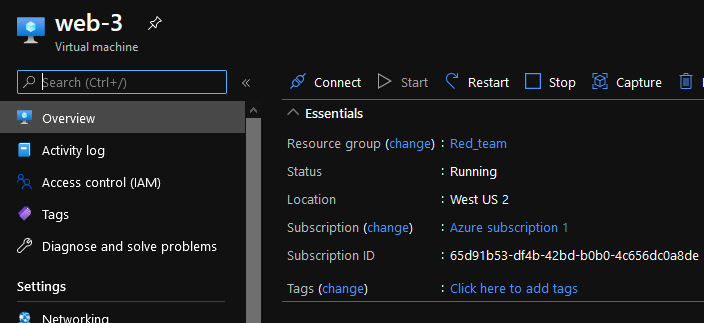 web-3
Virtual machine
Search (Ctrl+/)
«
Connect
Start
Restart
Stop
Capture
Overview
Activity log
Access control (IAM)
Tags
Diagnose and solve problems
Settings
Networking
Essentials
Resource group (change) : Red_team
Status : Running
Location : West US 2
Subscription (change) : Azure subscription 1
Subscription ID : 65d91b53-df4b-42bd-b0b0-4c656dc0a8de
Tags (change) : Click here to add tags